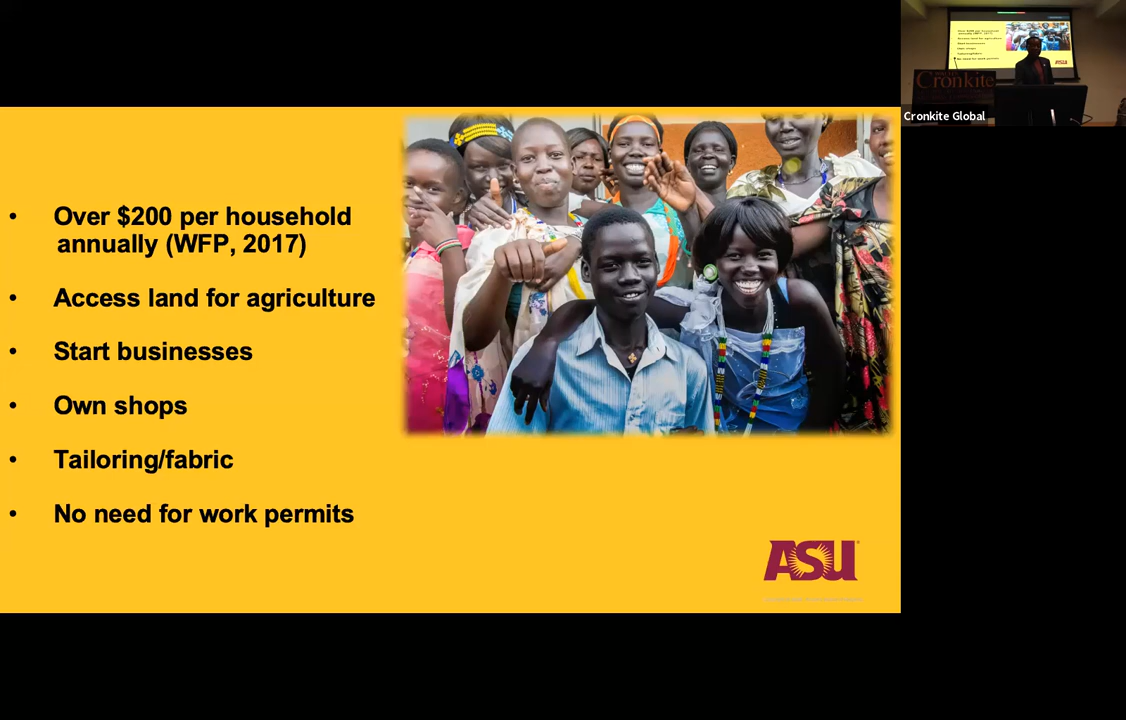 • Over $200 per household
annually (WFP, 2017)
• Access land for agriculture
• Start businesses
• Own shops
• Tailoring/fabric
• No need for work permits
ASU
Cronkite
Cronkite Global